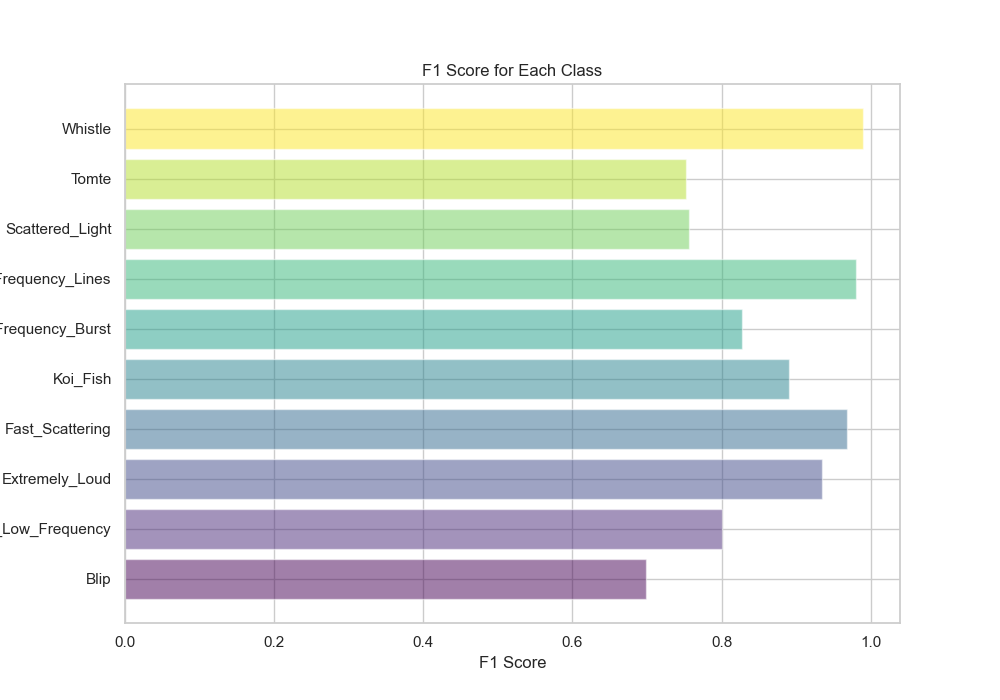 F1 Score for Each Class
Whistle
Tomte
Scattered_Light
Frequency_Lines
Frequency_Burst
Koi_Fish
Fast_Scattering
Extremely_Loud
_Low_Frequency
Blip
0.0 0.2 0.4 0.6 0.8 1.0
F1 Score